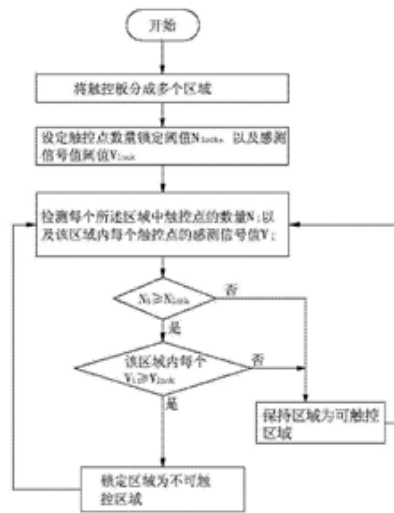 开始
将触控板分成多个区域
设定触控点数量锁定阈值Nlock,以及感测
信号值阈值Vlock
检测每个所述区域中触控点的数量Ni以
及该区域内每个触控点的感测信号值Vi
Ni≥Nlock
否
是
该区域内每个
Vi≥Vlock
否
是
保持区域为可触控
区域
锁定区域为不可触
控区域